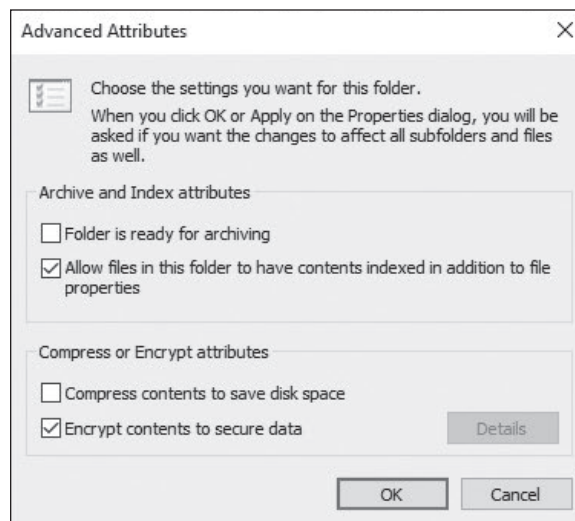 Advanced Attributes
Choose the settings you want for this folder.
When you click OK or Apply on the Properties dialog, you will be
asked if you want the changes to affect all subfolders and files
as well.
Archive and Index attributes
Folder is ready for archiving
Allow files in this folder to have contents indexed in addition to file
properties
Compress or Encrypt attributes
Compress contents to save disk space
Encrypt contents to secure data
Details
OK
Cancel